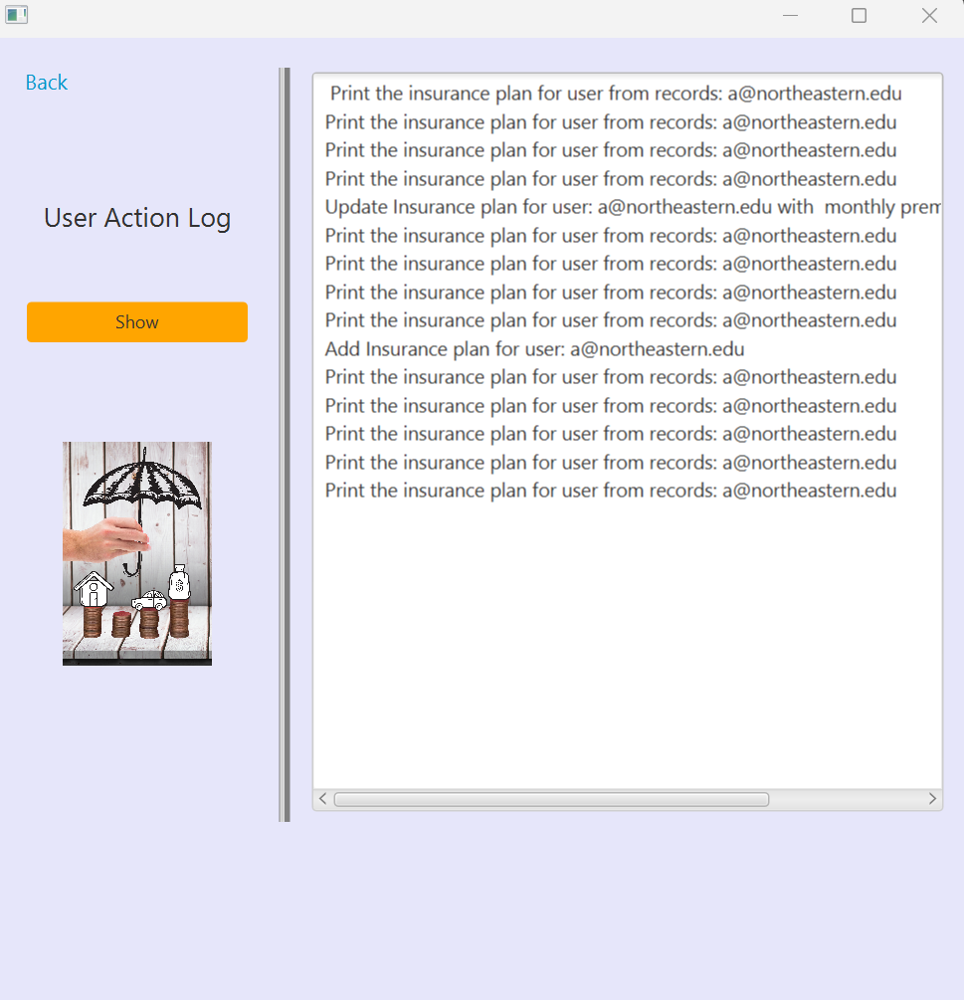 Back
User Action Log
Show
Print the insurance plan for user from records: a@northeastern.edu
Print the insurance plan for user from records: a@northeastern.edu
Print the insurance plan for user from records: a@northeastern.edu
Print the insurance plan for user from records: a@northeastern.edu
Update Insurance plan for user: a@northeastern.edu with  monthly prem
Print the insurance plan for user from records: a@northeastern.edu
Print the insurance plan for user from records: a@northeastern.edu
Print the insurance plan for user from records: a@northeastern.edu
Print the insurance plan for user from records: a@northeastern.edu
Add Insurance plan for user: a@northeastern.edu
Print the insurance plan for user from records: a@northeastern.edu
Print the insurance plan for user from records: a@northeastern.edu
Print the insurance plan for user from records: a@northeastern.edu
Print the insurance plan for user from records: a@northeastern.edu
Print the insurance plan for user from records: a@northeastern.edu